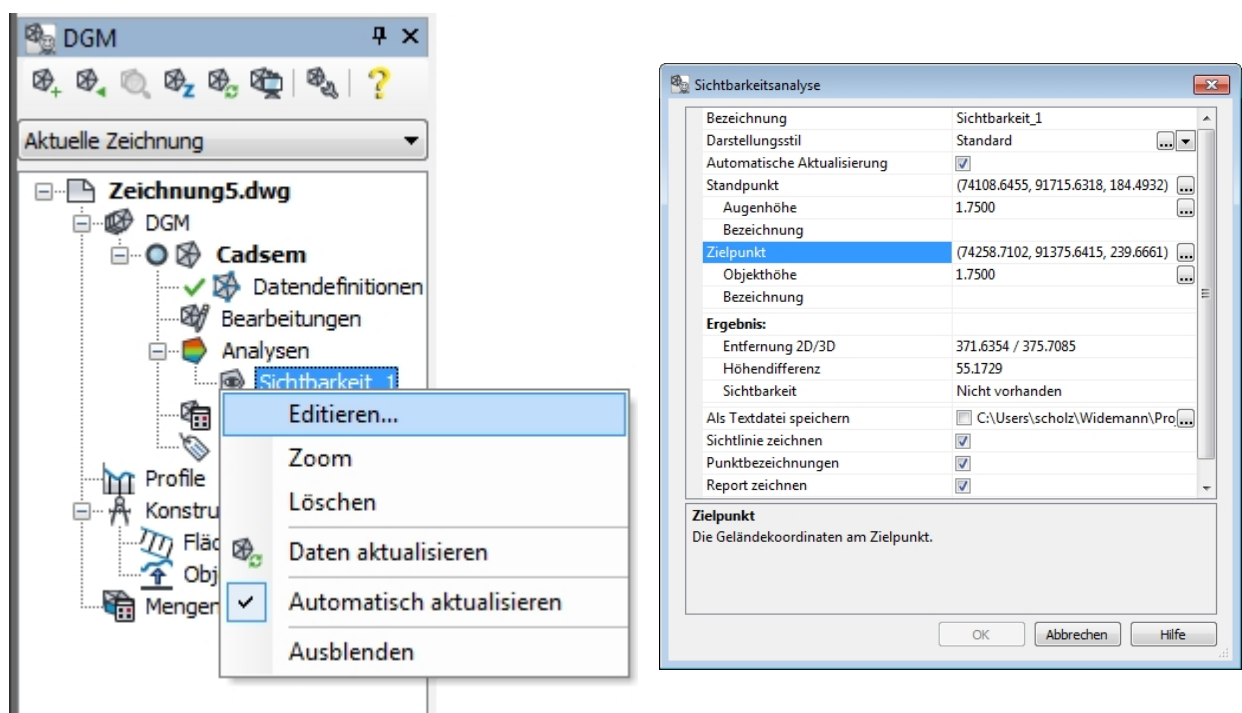 DGM
Aktuelle Zeichnung
Zeichnung5.dwg
DGM
Cadsem
Datendefinitionen
Bearbeitungen
Analysen
Sichtbarkeit_1
Editieren...
Zoom
Löschen
Daten aktualisieren
Automatisch aktualisieren
Ausblenden
Profile
Konstru
Fläc
Obj
Mengen
Sichtbarkeitsanalyse
Bezeichnung Sichtbarkeit_1
Darstellungsstil Standard ...
Automatische Aktualisierung
Standpunkt (74108.6455, 91715.6318, 184.4932) ...
Augenhöhe 1.7500 ...
Bezeichnung
Zielpunkt (74258.7102, 91375.6415, 239.6661) ...
Objekthöhe 1.7500 ...
Bezeichnung
Ergebnis:
Entfernung 2D/3D 371.6354 / 375.7085
Höhendifferenz 55.1729
Sichtbarkeit Nicht vorhanden
Als Textdatei speichern C:\Users\scholz\Widemann\Pro ...
Sichtlinie zeichnen
Punktbezeichnungen
Report zeichnen
Zielpunkt
Die Geländekoordinaten am Zielpunkt.
OK Abbrechen Hilfe